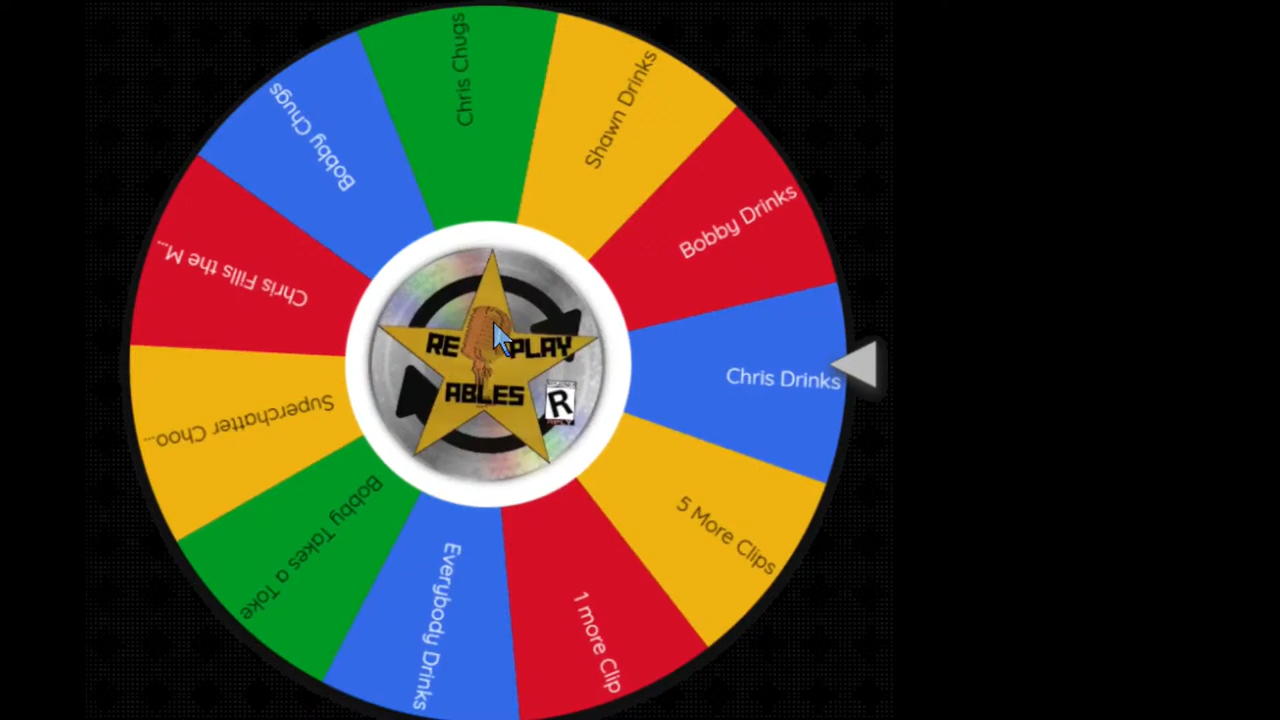 Chris Chugs
Shawn Drinks
Bobby Drinks
Chris Drinks
5 More Clips
1 more Clip
Everybody Drinks
Bobby Takes a Toke
Superchatter Choo...
Chris Fills the M...
Bobby Chugs
RE PLAY
ABLES
R